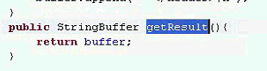 }
public StringBuffer getResult(){
return buffer;
}